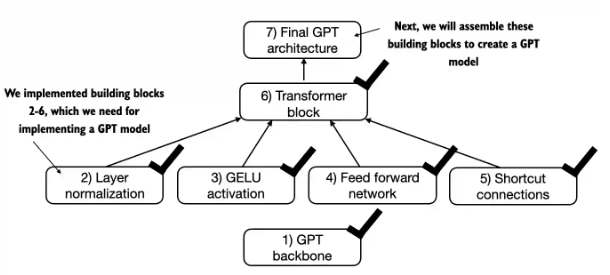 7) Final GPT
architecture
Next, we will assemble these
building blocks to create a GPT
model
We implemented building blocks
2-6, which we need for
implementing a GPT model
6) Transformer
block
2) Layer
normalization
3) GELU
activation
4) Feed forward
network
5) Shortcut
connections
1) GPT
backbone